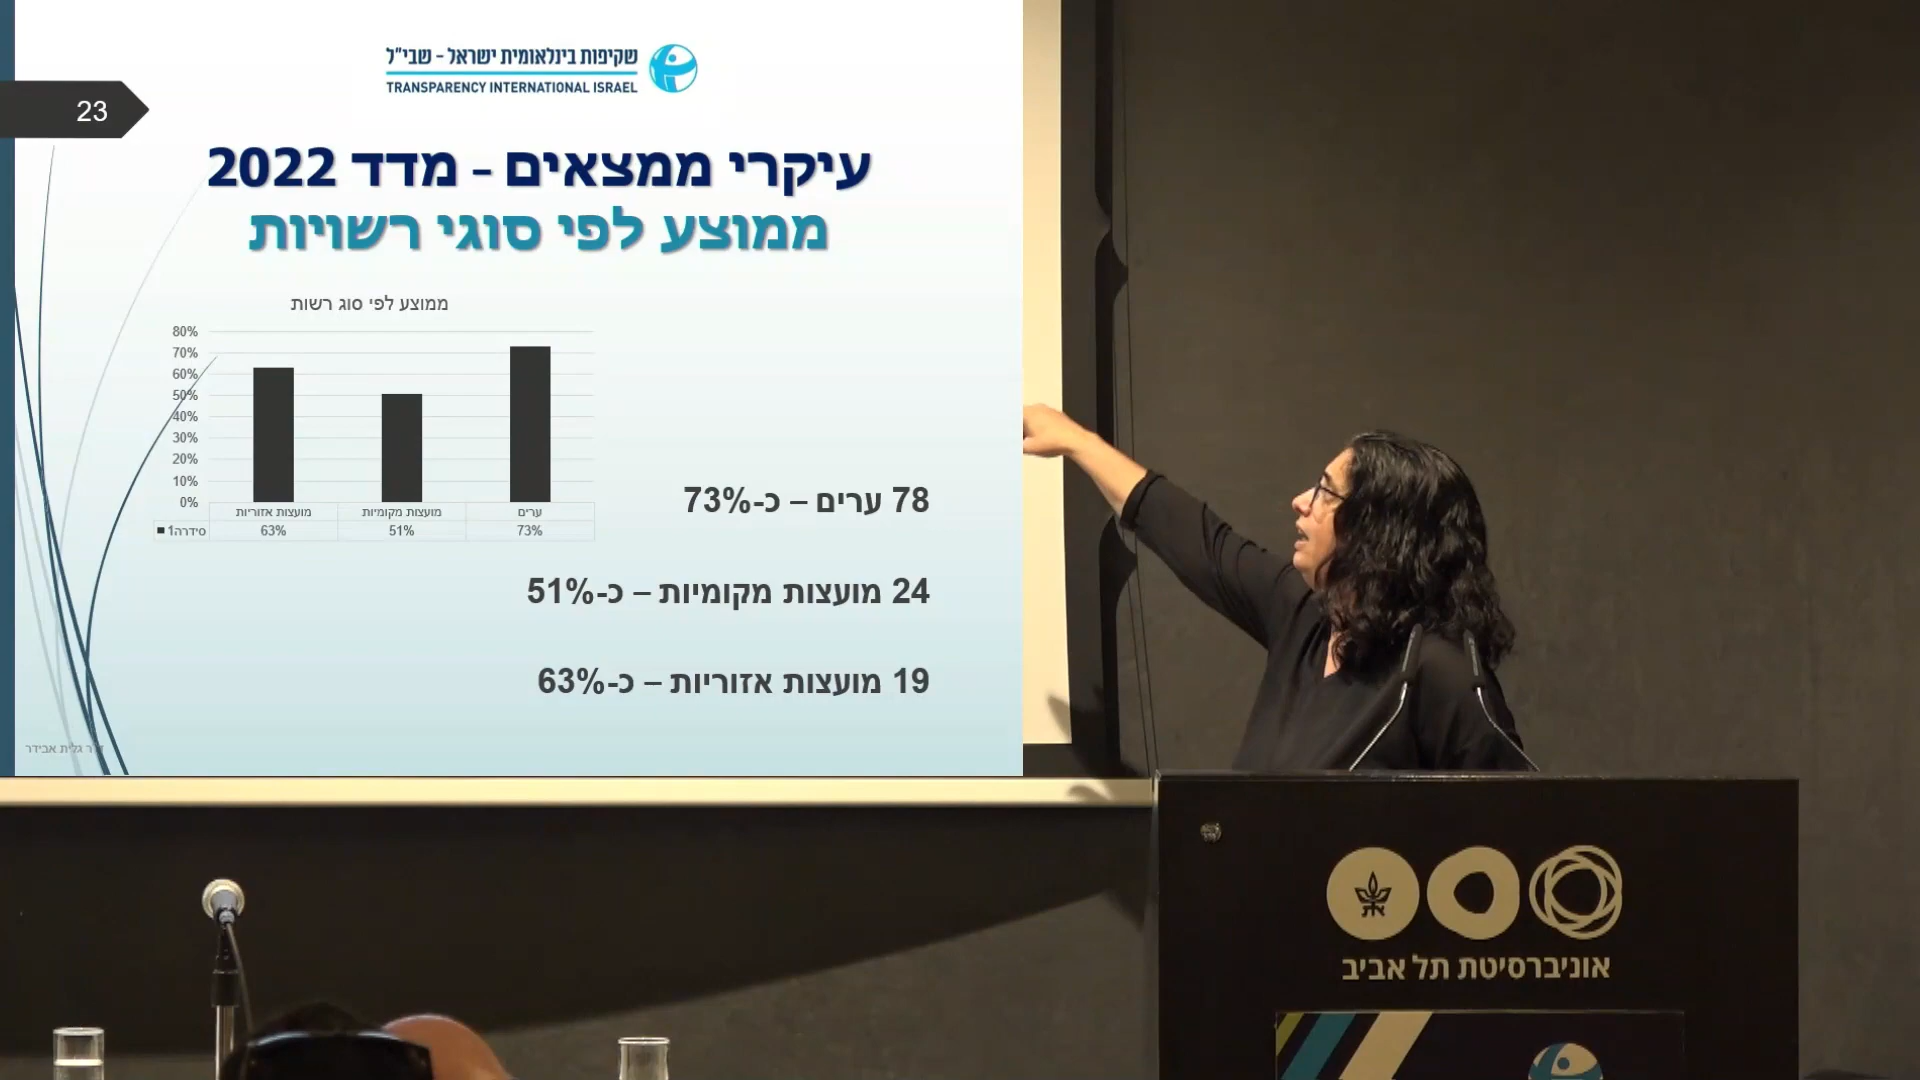 שקיפות בינלאומית ישראל - שבי"ל
TRANSPARENCY INTERNATIONAL ISRAEL
23
עיקרי ממצאים - מדד 2022
ממוצע לפי סוגי רשויות
ממוצע לפי סוג רשות
80%
70%
60%
50%
40%
30%
20%
10%
0%
מועצות אזוריות מועצות מקומיות ערים
סידרה1 63% 51% 73%
78 ערים – כ-73%
24 מועצות מקומיות – כ-51%
19 מועצות אזוריות – כ-63%
ד"ר גלית אבידר
אוניברסיטת תל אביב